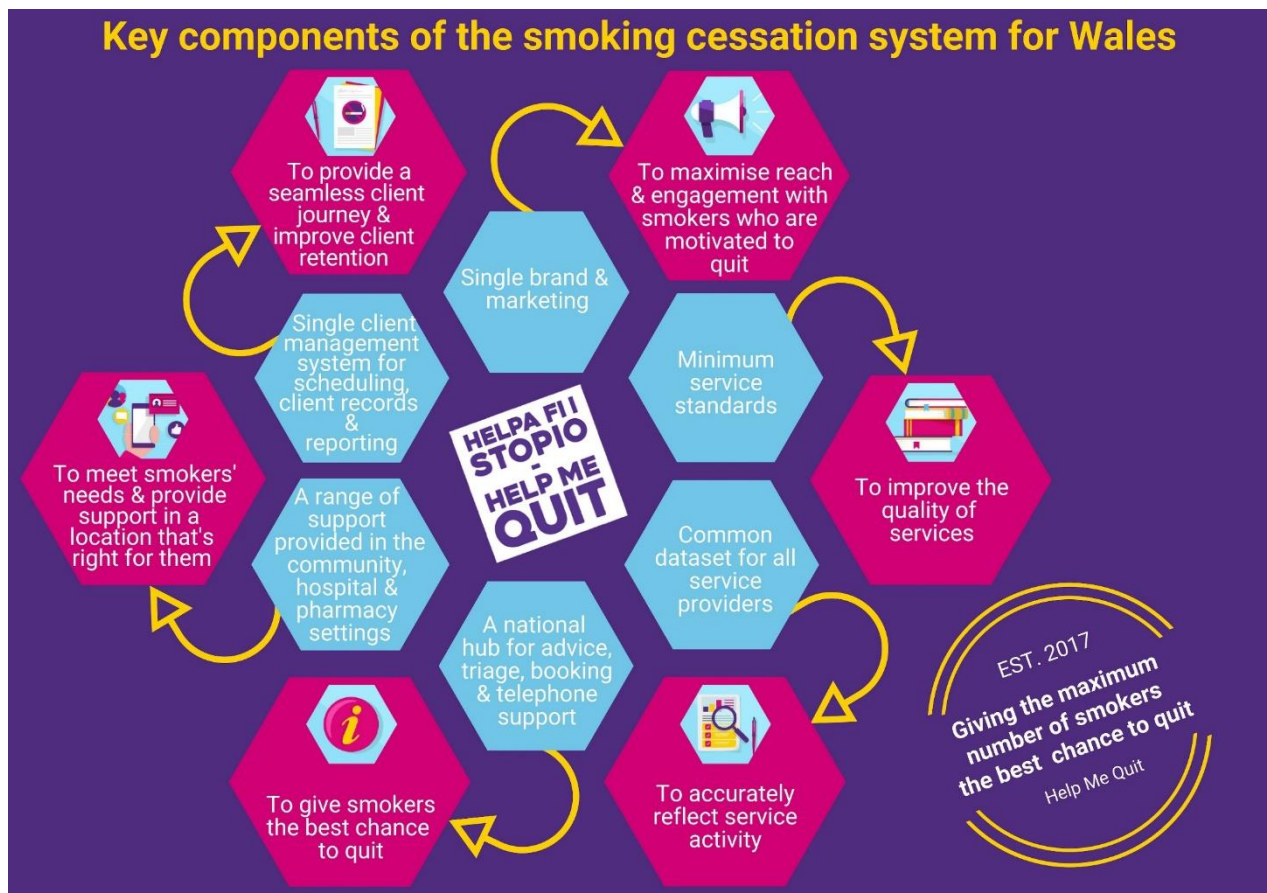 Key components of the smoking cessation system for Wales
To provide a
seamless client
journey &
improve client
retention
To maximise reach
& engagement with
smokers who are
motivated to
quit
Single brand &
marketing
Single client
management
system for
scheduling,
client records
&
reporting
Minimum
service
standards
HELPA FI I
STOPIO
-
HELP ME
QUIT
To meet smokers'
needs & provide
support in a
location that's
right for them
To improve the
quality of
services
A range of
support
provided in the
community,
hospital &
pharmacy
settings
Common
dataset for all
service
providers
A national
hub for advice,
triage, booking
& telephone
support
To give smokers
the best chance
to quit
To accurately
reflect service
activity
EST. 2017
Giving the maximum
number of smokers
the best chance to quit
Help Me Quit